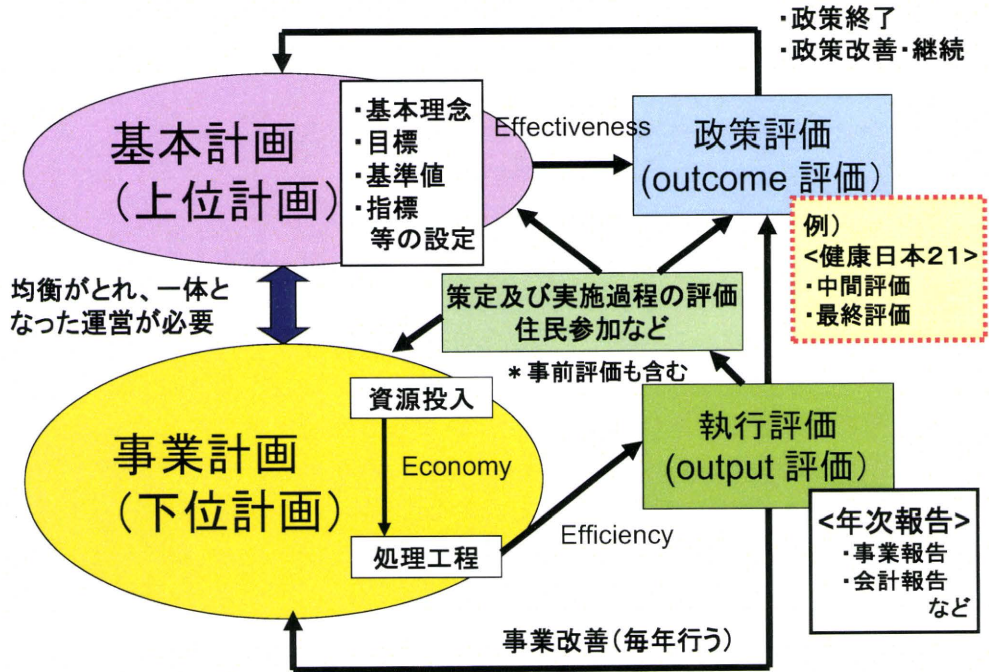 ・政策終了
・政策改善・継続
基本計画
（上位計画）
・基本理念
・目標
・基準値
・指標
等の設定
Effectiveness
政策評価
(outcome 評価)
例）
<健康日本21>
・中間評価
・最終評価
均衡がとれ、一体と
なった運営が必要
策定及び実施過程の評価
住民参加など
＊事前評価も含む
事業計画
（下位計画）
資源投入
Economy
処理工程
Efficiency
執行評価
(output 評価)
<年次報告>
・事業報告
・会計報告
など
事業改善（毎年行う）